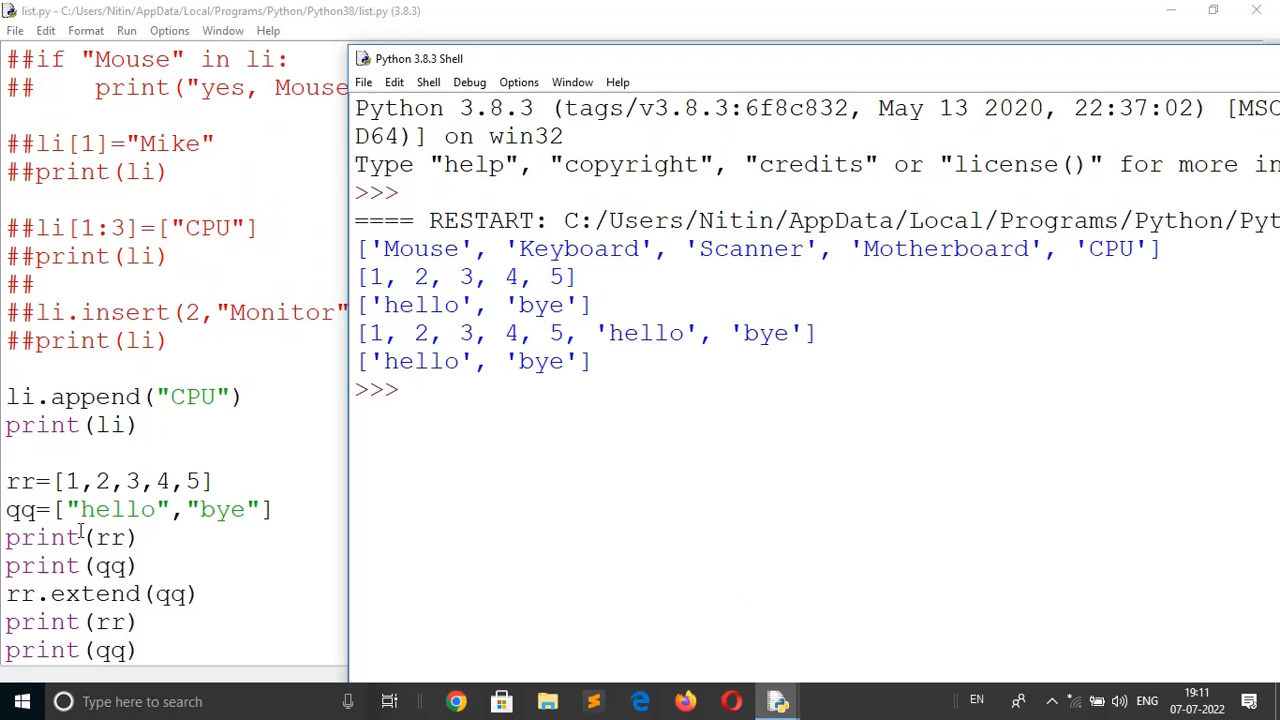 list.py - C:/Users/Nitin/AppData/Local/Programs/Python/Python38/list.py (3.8.3)
File Edit Format Run Options Window Help
##if "Mouse" in li:
##    print("yes, Mouse
##li[1]="Mike"
##print(li)
##li[1:3]=["CPU"]
##print(li)
##
##li.insert(2,"Monitor"
##print(li)
li.append("CPU")
print(li)
rr=[1,2,3,4,5]
qq=["hello","bye"]
print(rr)
print(qq)
rr.extend(qq)
print(rr)
print(qq)
Python 3.8.3 Shell
File Edit Shell Debug Options Window Help
Python 3.8.3 (tags/v3.8.3:6f8c832, May 13 2020, 22:37:02) [MSC
D64)] on win32
Type "help", "copyright", "credits" or "license()" for more in
>>>
==== RESTART: C:/Users/Nitin/AppData/Local/Programs/Python/Pyt
['Mouse', 'Keyboard', 'Scanner', 'Motherboard', 'CPU']
[1, 2, 3, 4, 5]
['hello', 'bye']
[1, 2, 3, 4, 5, 'hello', 'bye']
['hello', 'bye']
>>>
Type here to search
EN
ENG
19:11
07-07-2022